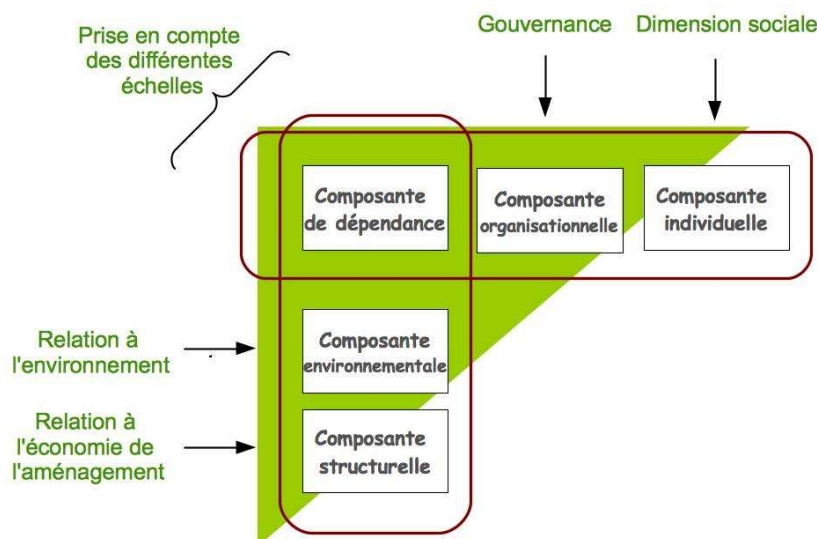 Prise en compte
des différentes
échelles
Gouvernance
Dimension sociale
Composante
de dépendance
Composante
organisationnelle
Composante
individuelle
Relation à
l'environnement
Composante
environnementale
Relation à
l'économie de
l'aménagement
Composante
structurelle